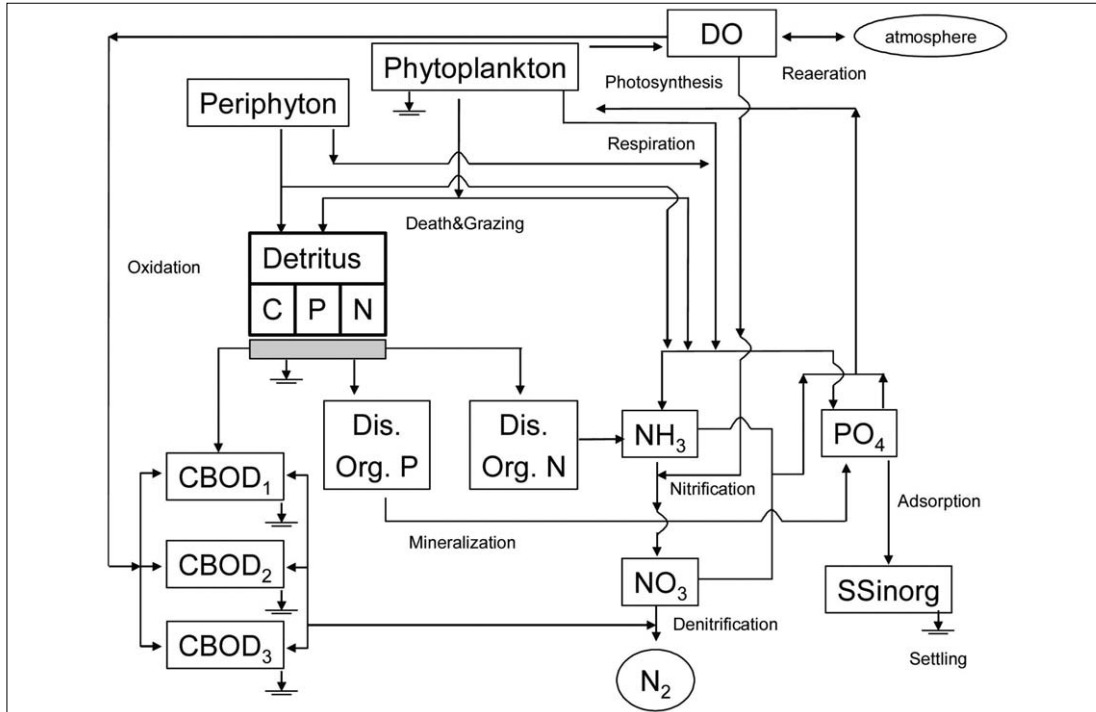 DO
atmosphere
Phytoplankton
Photosynthesis
Reaeration
Periphyton
Respiration
Death&Grazing
Oxidation
Detritus
C P N
Dis.
Org. P
Dis.
Org. N
NH₃
PO₄
CBOD₁
Nitrification
Adsorption
Mineralization
CBOD₂
NO₃
SSinorg
Denitrification
CBOD₃
Settling
N₂